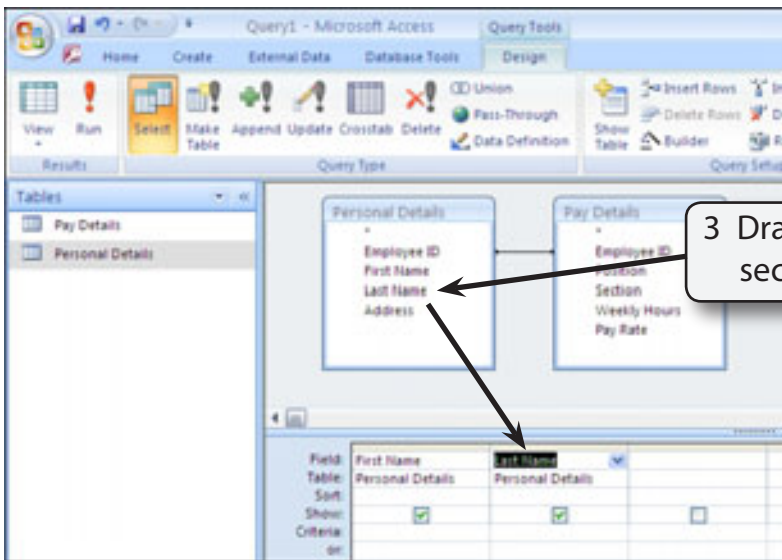 Query1 - Microsoft Access
Query Tools
Home Create External Data Database Tools Design
View
Run
Select
Make Table
Append
Update
Crosstab
Delete
Union
Pass-Through
Data Definition
Show Table
Insert Rows
Delete Rows
Builder
Results
Query Type
Query Setup
Tables
Pay Details
Personal Details
Personal Details
*
Employee ID
First Name
Last Name
Address
Pay Details
*
Employee ID
Position
Section
Weekly Hours
Pay Rate
3 Dra
sec
Field: First Name Last Name
Table: Personal Details Personal Details
Sort:
Show:
Criteria:
or: